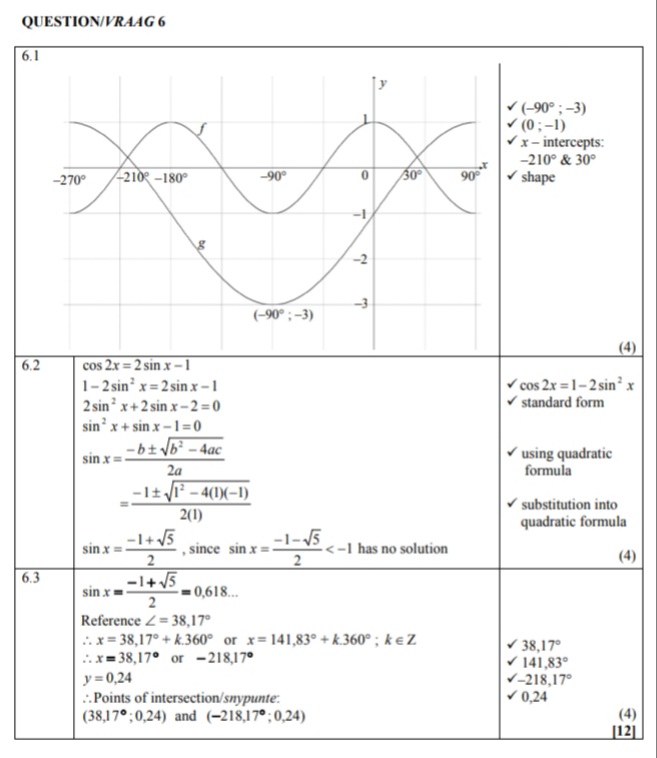 QUESTION/VRAAG 6
6.1
y
f
1
x
−270°
−210°
−180°
−90°
0
30°
90°
−1
g
−2
−3
(−90° ; −3)
✓ (−90° ; −3)
✓ (0 ; −1)
✓ x − intercepts:
−210° & 30°
✓ shape
(4)
6.2
cos 2x = 2 sin x − 1
1 − 2 sin² x = 2 sin x − 1
2 sin² x + 2 sin x − 2 = 0
sin² x + sin x − 1 = 0
sin x = (−b ± √(b² − 4ac)) / 2a
= (−1 ± √(1² − 4(1)(−1))) / 2(1)
sin x = (−1 + √5) / 2 , since sin x = (−1 − √5) / 2 < −1 has no solution
✓ cos 2x = 1 − 2 sin² x
✓ standard form
✓ using quadratic
formula
✓ substitution into
quadratic formula
(4)
6.3
sin x = (−1 + √5) / 2 = 0,618...
Reference ∠ = 38,17°
∴ x = 38,17° + k.360° or x = 141,83° + k.360° ; k ∈ Z
∴ x = 38,17° or −218,17°
y = 0,24
∴ Points of intersection/snypunte:
(38,17° ; 0,24) and (−218,17° ; 0,24)
✓ 38,17°
✓ 141,83°
✓ −218,17°
✓ 0,24
(4)
[12]